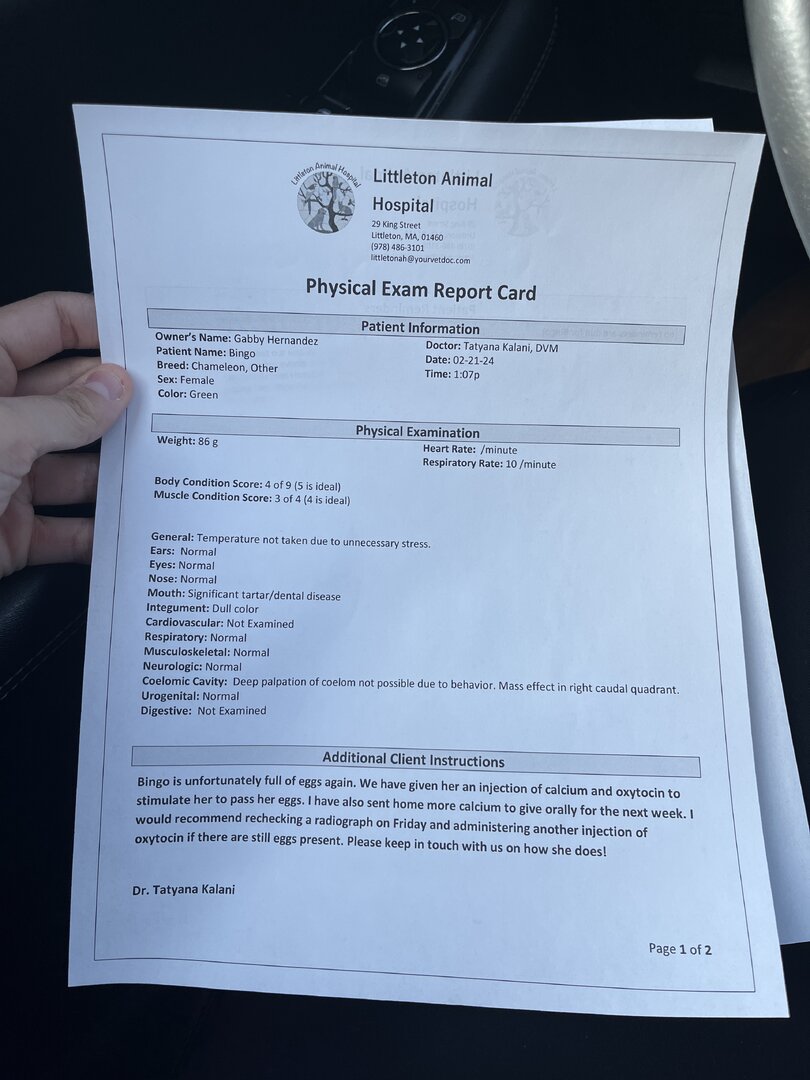 Littleton Animal Hospital
Littleton Animal
Hospital
29 King Street
Littleton, MA, 01460
(978) 486-3101
littletonah@yourvetdoc.com
Physical Exam Report Card
Patient Information
Owner's Name: Gabby Hernandez
Patient Name: Bingo
Breed: Chameleon, Other
Sex: Female
Color: Green
Doctor: Tatyana Kalani, DVM
Date: 02-21-24
Time: 1:07p
Physical Examination
Weight: 86 g
Heart Rate: /minute
Respiratory Rate: 10 /minute
Body Condition Score: 4 of 9 (5 is ideal)
Muscle Condition Score: 3 of 4 (4 is ideal)
General: Temperature not taken due to unnecessary stress.
Ears: Normal
Eyes: Normal
Nose: Normal
Mouth: Significant tartar/dental disease
Integument: Dull color
Cardiovascular: Not Examined
Respiratory: Normal
Musculoskeletal: Normal
Neurologic: Normal
Coelomic Cavity: Deep palpation of coelom not possible due to behavior. Mass effect in right caudal quadrant.
Urogenital: Normal
Digestive: Not Examined
Additional Client Instructions
Bingo is unfortunately full of eggs again. We have given her an injection of calcium and oxytocin to
stimulate her to pass her eggs. I have also sent home more calcium to give orally for the next week. I
would recommend rechecking a radiograph on Friday and administering another injection of
oxytocin if there are still eggs present. Please keep in touch with us on how she does!
Dr. Tatyana Kalani
Page 1 of 2